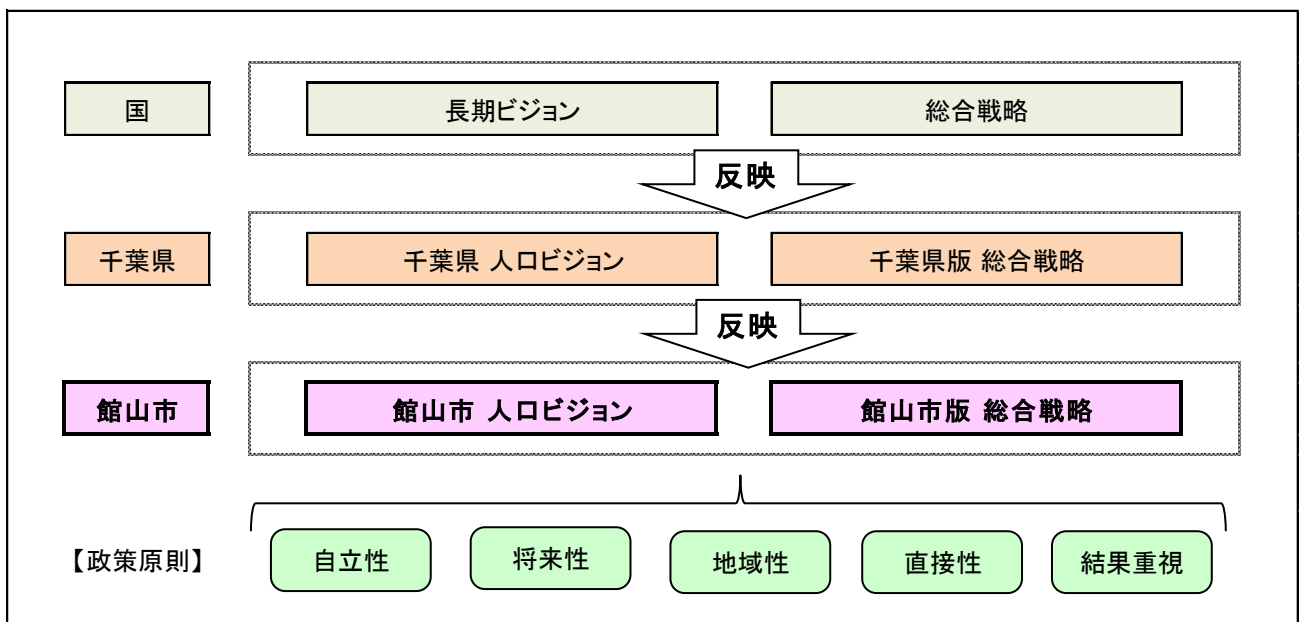 国 長期ビジョン 総合戦略
反映
千葉県 千葉県 人口ビジョン 千葉県版 総合戦略
反映
館山市 館山市 人口ビジョン 館山市版 総合戦略
【政策原則】 自立性 将来性 地域性 直接性 結果重視